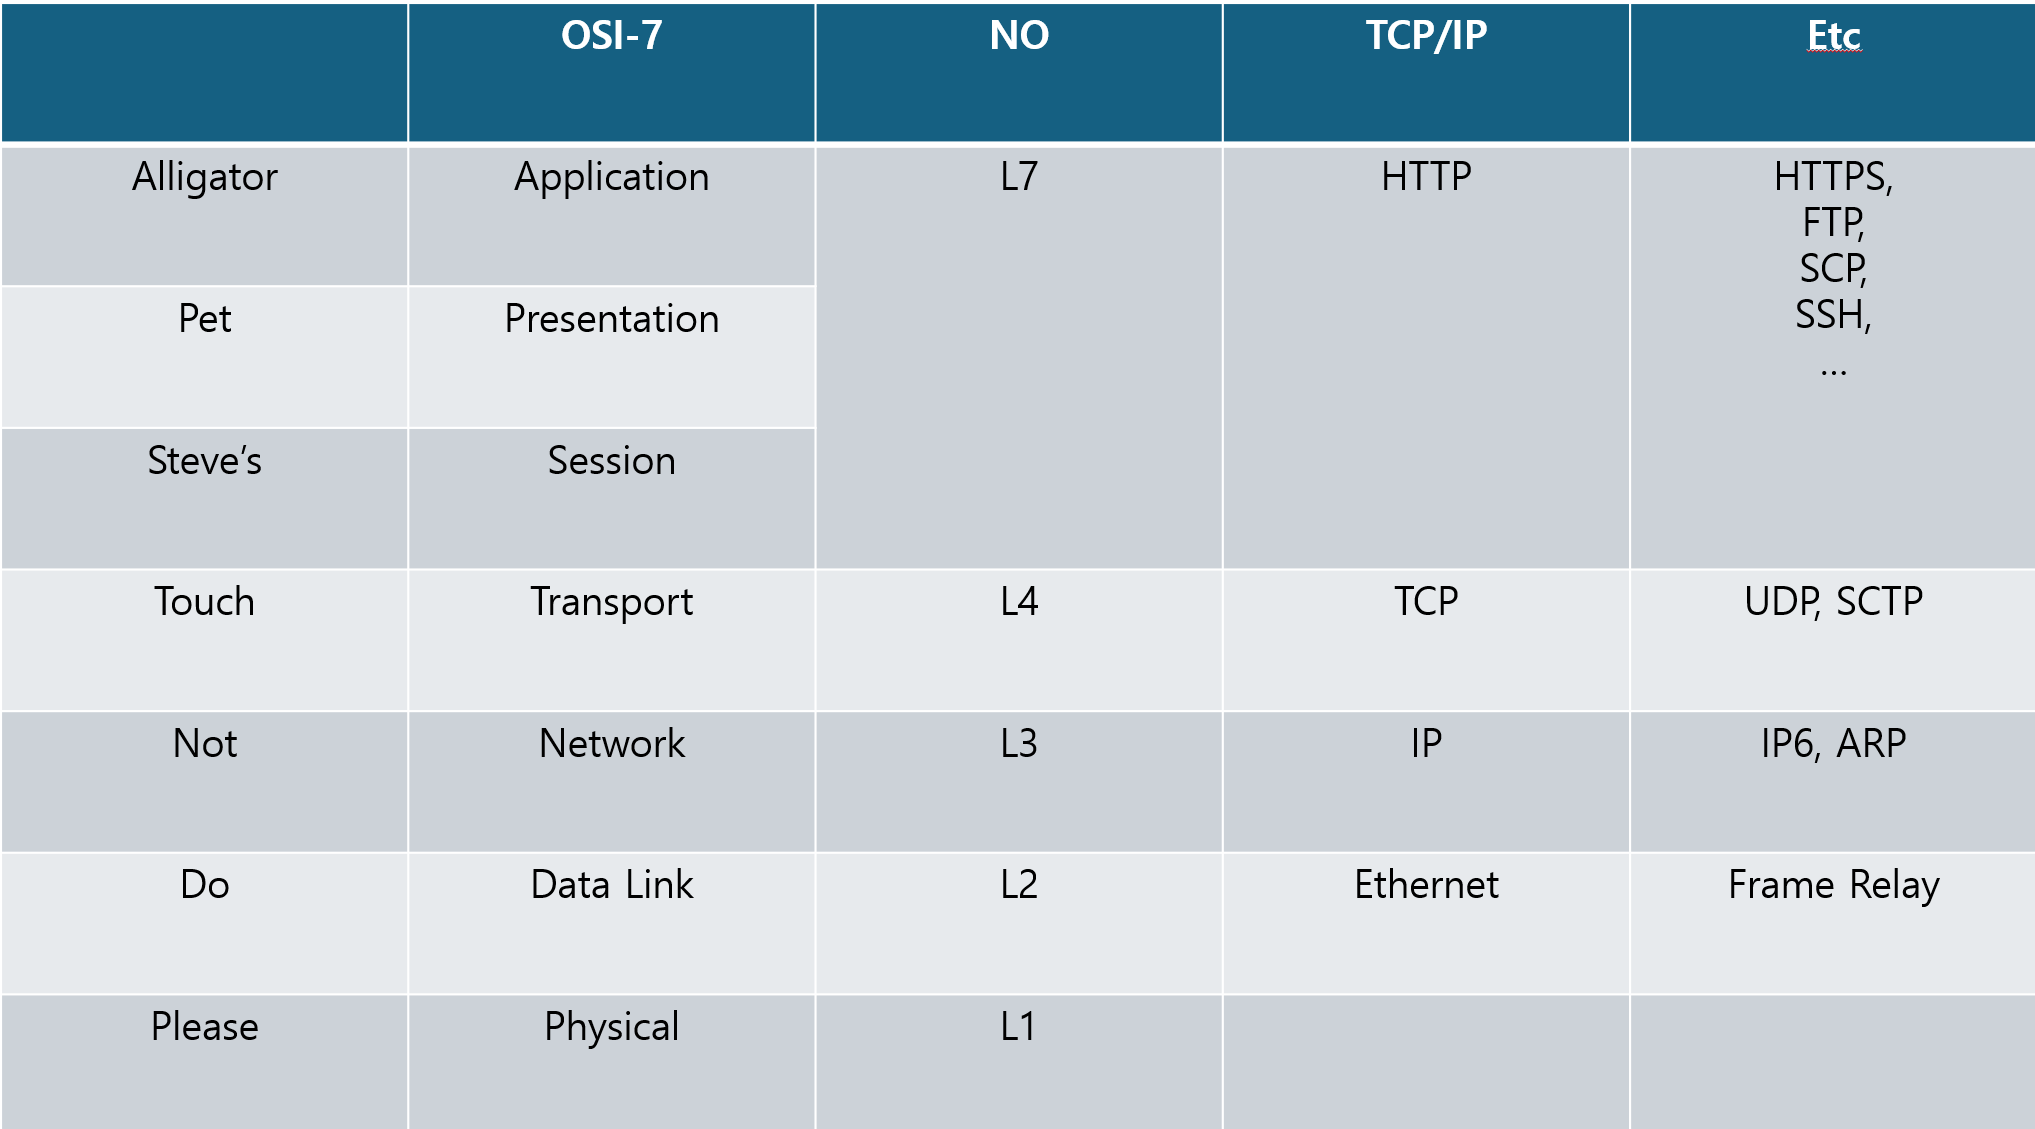 OSI-7 NO TCP/IP Etc
Alligator Application L7 HTTP HTTPS,
FTP,
SCP,
SSH,
...
Pet Presentation
Steve’s Session
Touch Transport L4 TCP UDP, SCTP
Not Network L3 IP IP6, ARP
Do Data Link L2 Ethernet Frame Relay
Please Physical L1